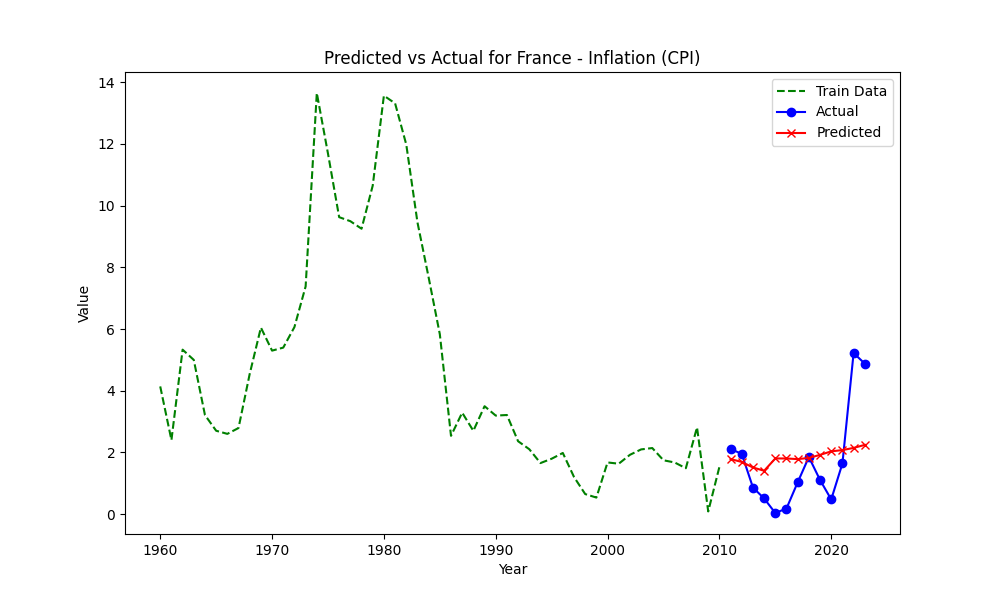 Predicted vs Actual for France - Inflation (CPI)
Train Data
Actual
Predicted
Value
14
12
10
8
6
4
2
0
1960 1970 1980 1990 2000 2010 2020
Year